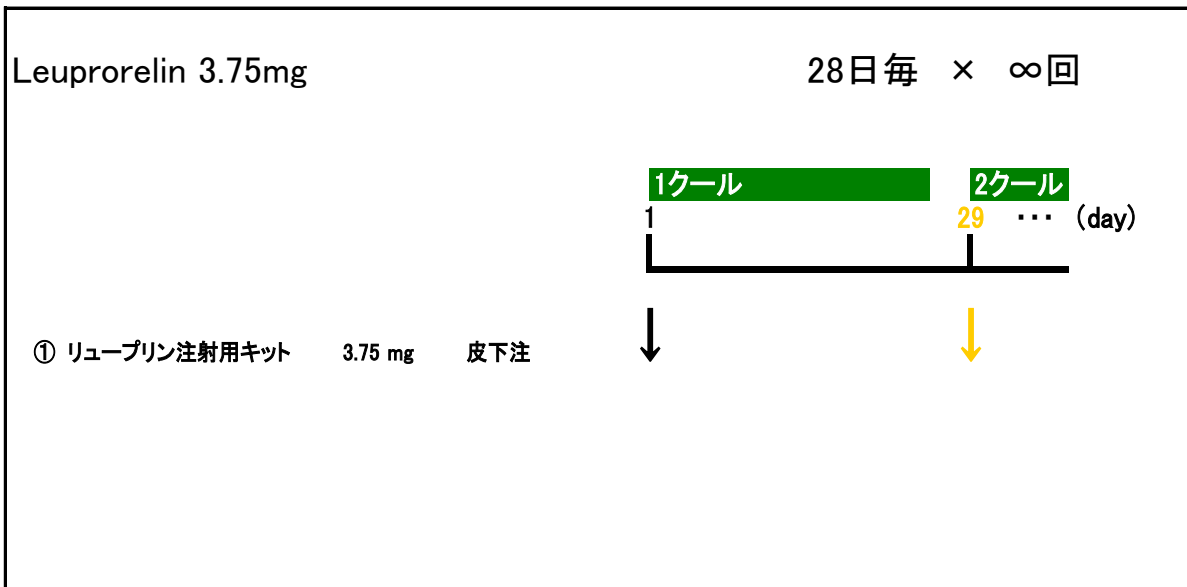 Leuprorelin 3.75mg 28日毎 × ∞回
1クール 2クール
1 29 ・・・ (day)
① リュープリン注射用キット 3.75 mg 皮下注